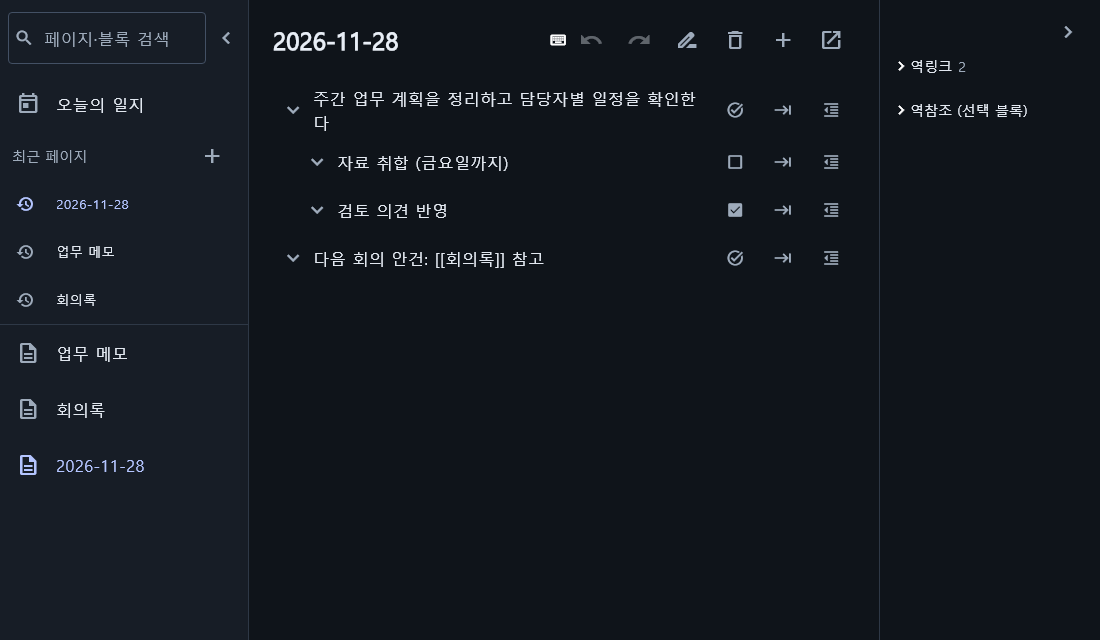 페이지·블록 검색
오늘의 일지
최근 페이지
2026-11-28
업무 메모
회의록
업무 메모
회의록
2026-11-28
2026-11-28
주간 업무 계획을 정리하고 담당자별 일정을 확인한
다
자료 취합 (금요일까지)
검토 의견 반영
다음 회의 안건: [[회의록]] 참고
역링크 2
역참조 (선택 블록)